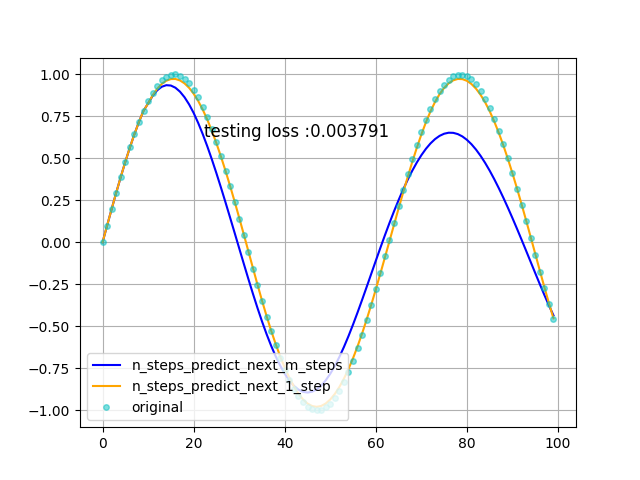 1.00
0.75
testing loss :0.003791
0.50
0.25
0.00
−0.25
−0.50
−0.75
−1.00
n_steps_predict_next_m_steps
n_steps_predict_next_1_step
original
0 20 40 60 80 100